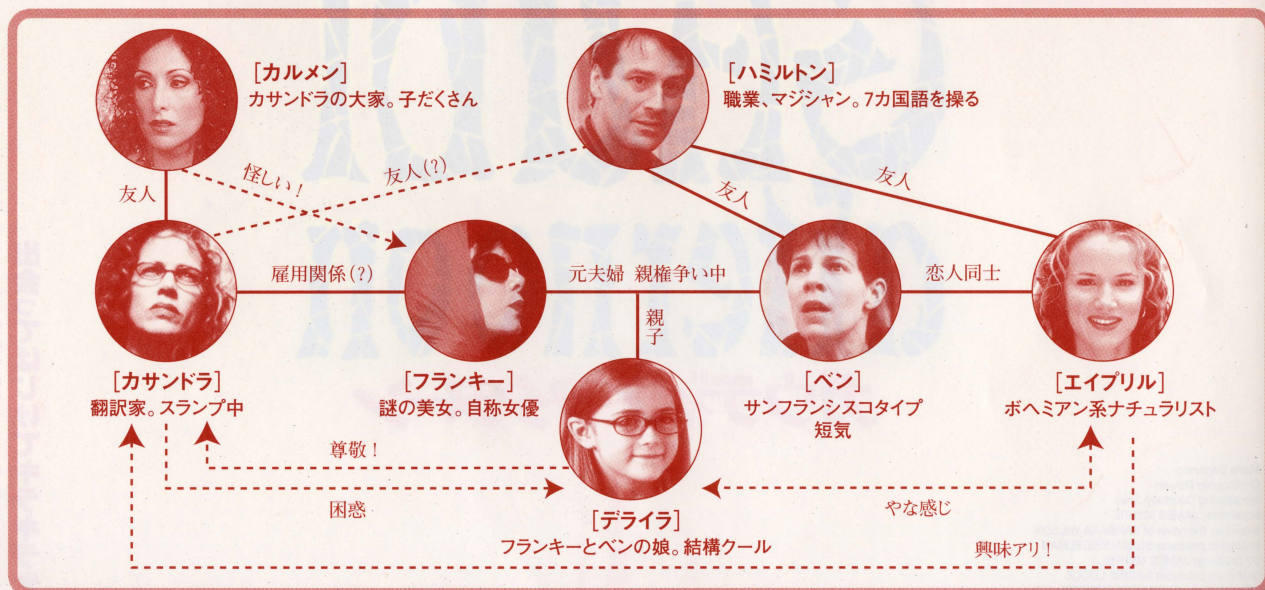 [カルメン]
カサンドラの大家。子だくさん
[ハミルトン]
職業、マジシャン。7カ国語を操る
友人
怪しい!
友人(?)
友人
友人
雇用関係(?)
元夫婦 親権争い中
恋人同士
親子
[カサンドラ]
翻訳家。スランプ中
[フランキー]
謎の美女。自称女優
[ベン]
サンフランシスコタイプ
短気
[エイプリル]
ボヘミアン系ナチュラリスト
尊敬!
困惑
やな感じ
[デライラ]
フランキーとベンの娘。結構クール
興味アリ!